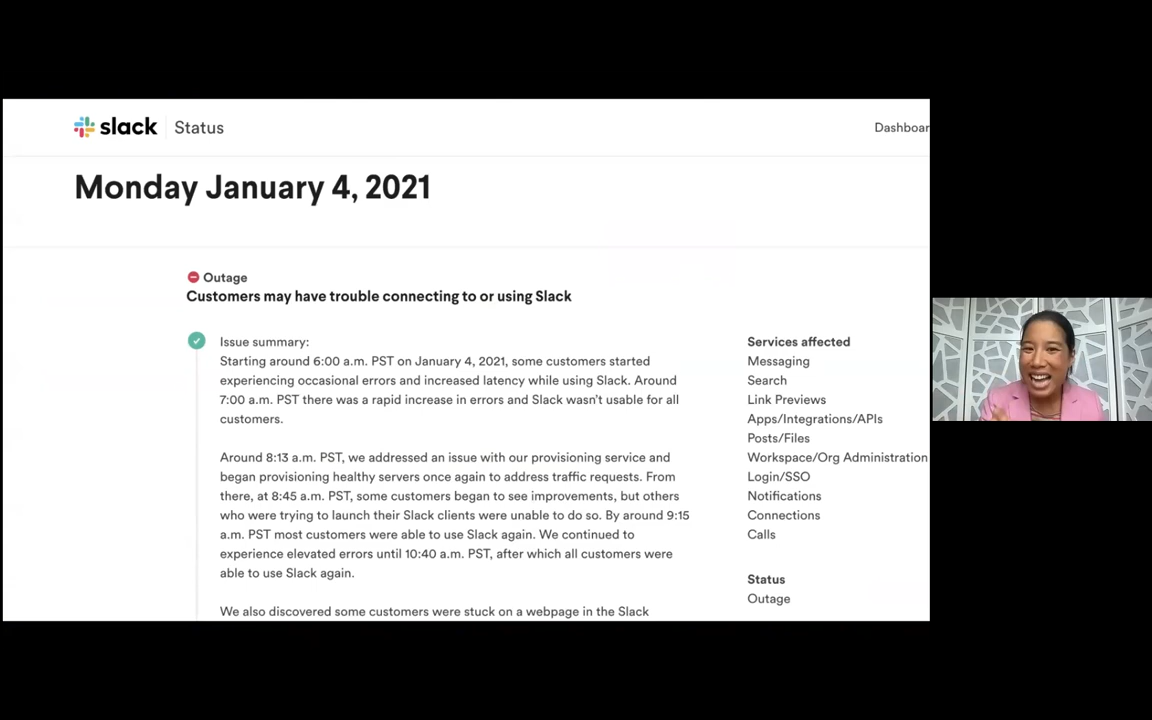 slack Status
Dashboar
Monday January 4, 2021
Outage
Customers may have trouble connecting to or using Slack
Issue summary:
Starting around 6:00 a.m. PST on January 4, 2021, some customers started
experiencing occasional errors and increased latency while using Slack. Around
7:00 a.m. PST there was a rapid increase in errors and Slack wasn't usable for all
customers.
Around 8:13 a.m. PST, we addressed an issue with our provisioning service and
began provisioning healthy servers once again to address traffic requests. From
there, at 8:45 a.m. PST, some customers began to see improvements, but others
who were trying to launch their Slack clients were unable to do so. By around 9:15
a.m. PST most customers were able to use Slack again. We continued to
experience elevated errors until 10:40 a.m. PST, after which all customers were
able to use Slack again.
We also discovered some customers were stuck on a webpage in the Slack
Services affected
Messaging
Search
Link Previews
Apps/Integrations/APIs
Posts/Files
Workspace/Org Administration
Login/SSO
Notifications
Connections
Calls
Status
Outage